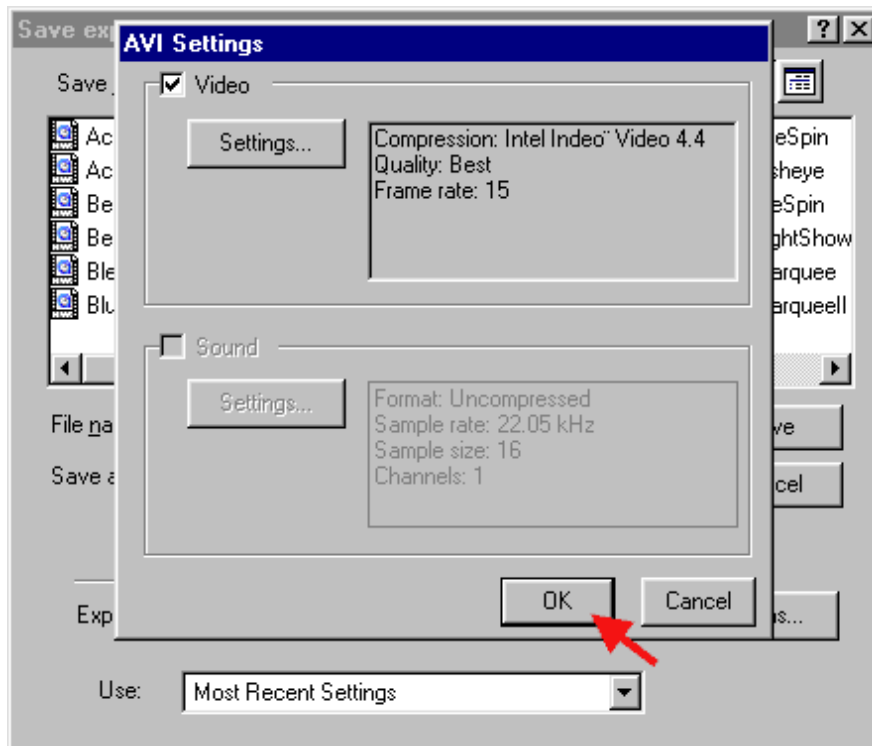 Save ex
AVI Settings
Save
Video
Settings...
Compression: Intel Indeo¨ Video 4.4
Quality: Best
Frame rate: 15
Ac
Ac
Be
Be
Ble
Blu
eSpin
sheye
eSpin
ghtShow
arquee
arqueeII
Sound
Settings...
Format: Uncompressed
Sample rate: 22.05 kHz
Sample size: 16
Channels: 1
File na
ve
Save a
cel
OK
Cancel
Exp
s...
Use:
Most Recent Settings